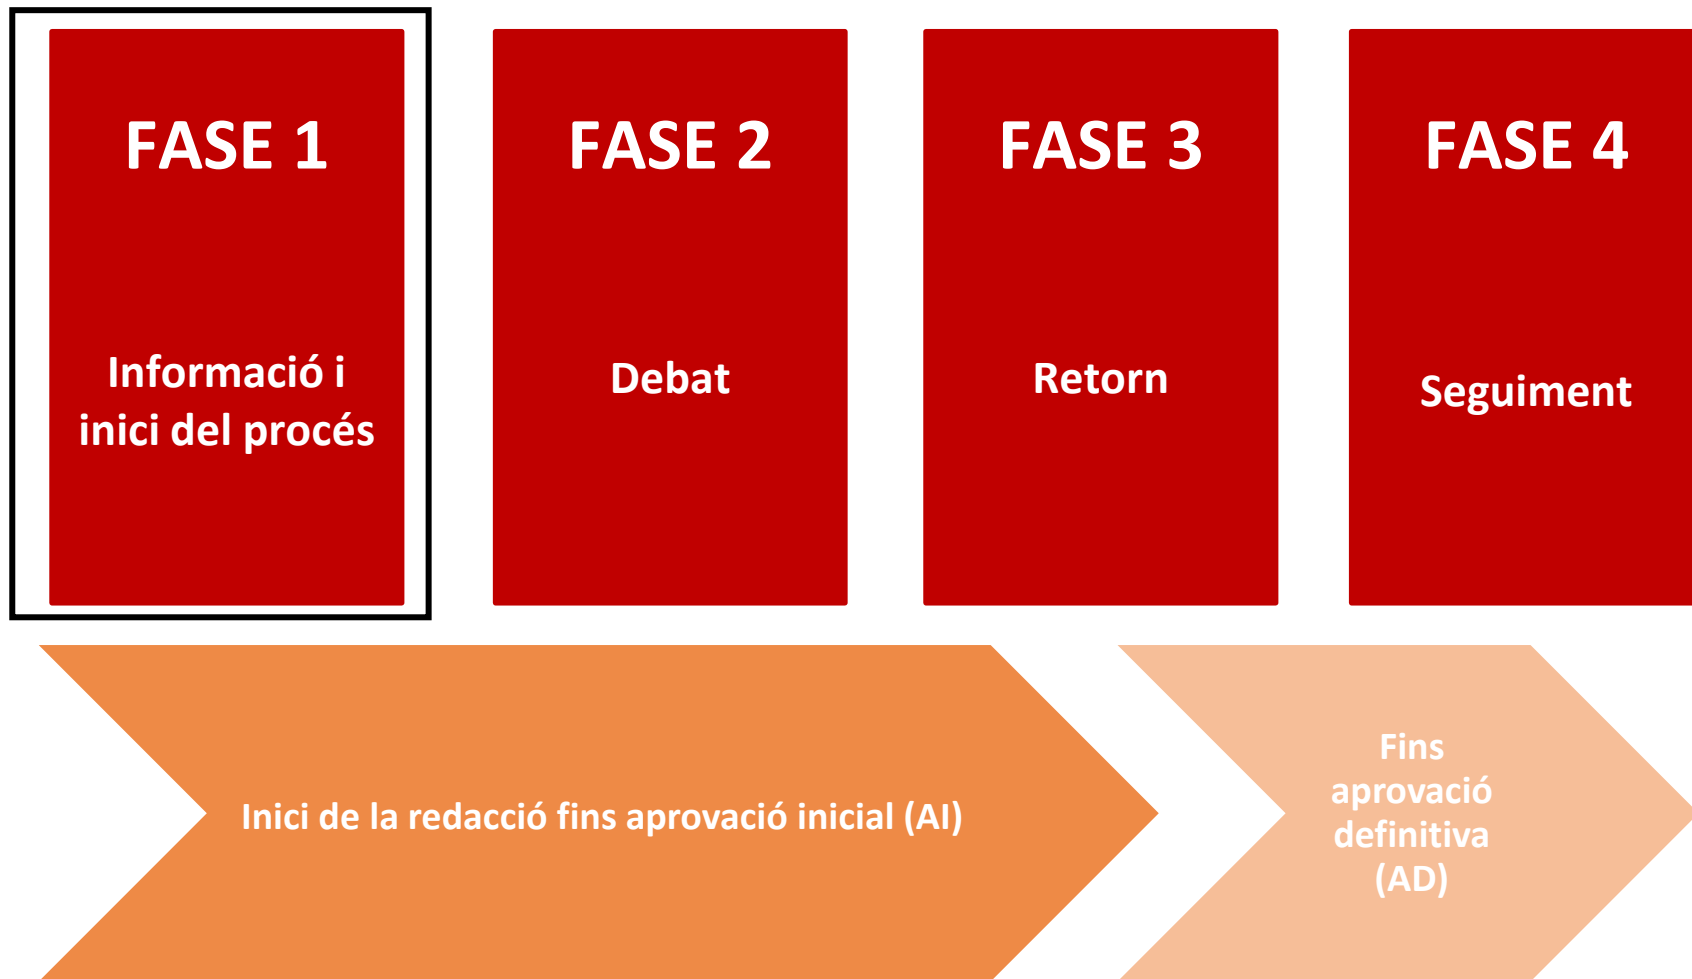 FASE 1
Informació i
inici del procés
FASE 2
Debat
FASE 3
Retorn
FASE 4
Seguiment
Inici de la redacció fins aprovació inicial (AI)
Fins
aprovació
definitiva
(AD)